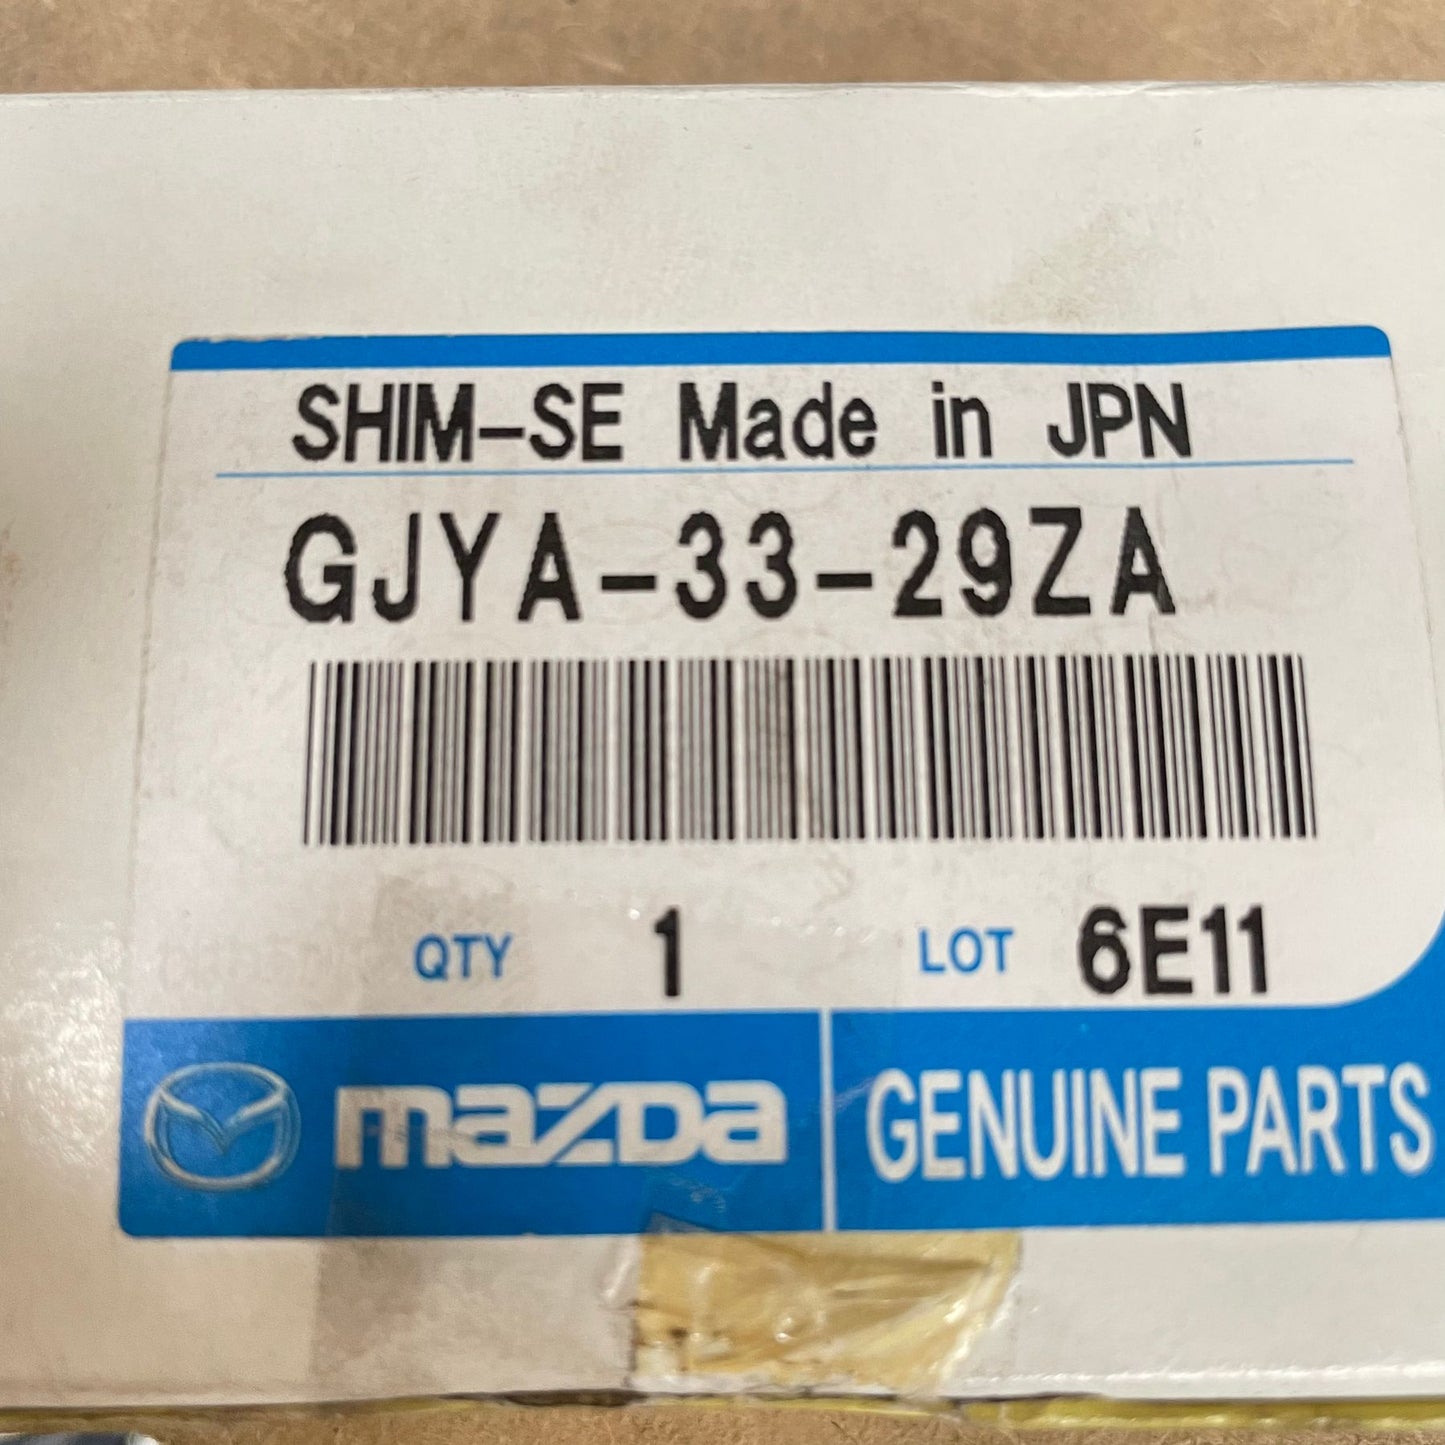 SHIM-SE Made in JPN
GJYA-33-29ZA
QTY 1 LOT 6E11
mazda GENUINE PARTS